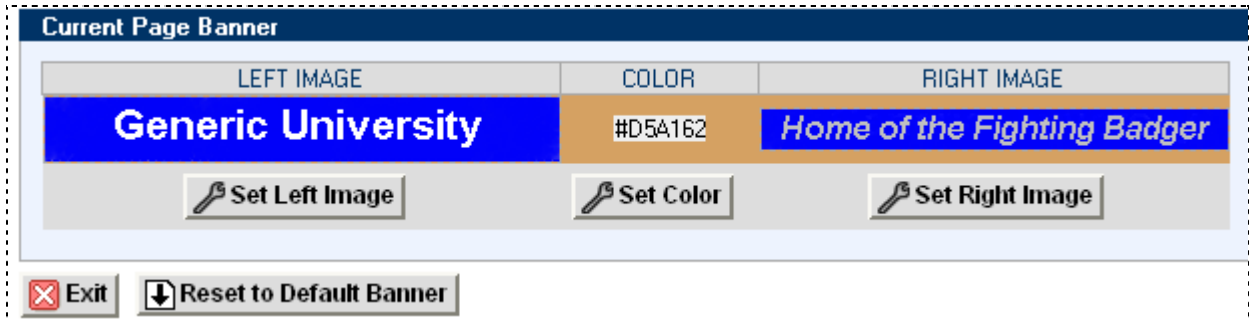 Current Page Banner
LEFT IMAGE COLOR RIGHT IMAGE
Generic University #D5A162 Home of the Fighting Badger
Set Left Image Set Color Set Right Image
Exit Reset to Default Banner